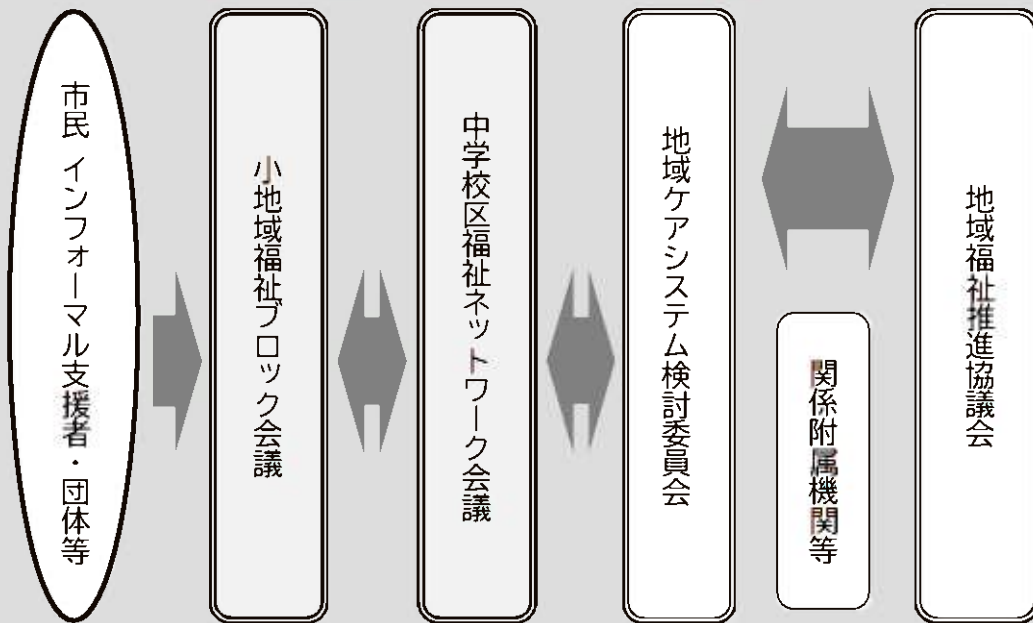 市民 インフォーマル支援者・団体等
小地域福祉ブロック会議
中学校区福祉ネットワーク会議
地域ケアシステム検討委員会
関係附属機関等
地域福祉推進協議会